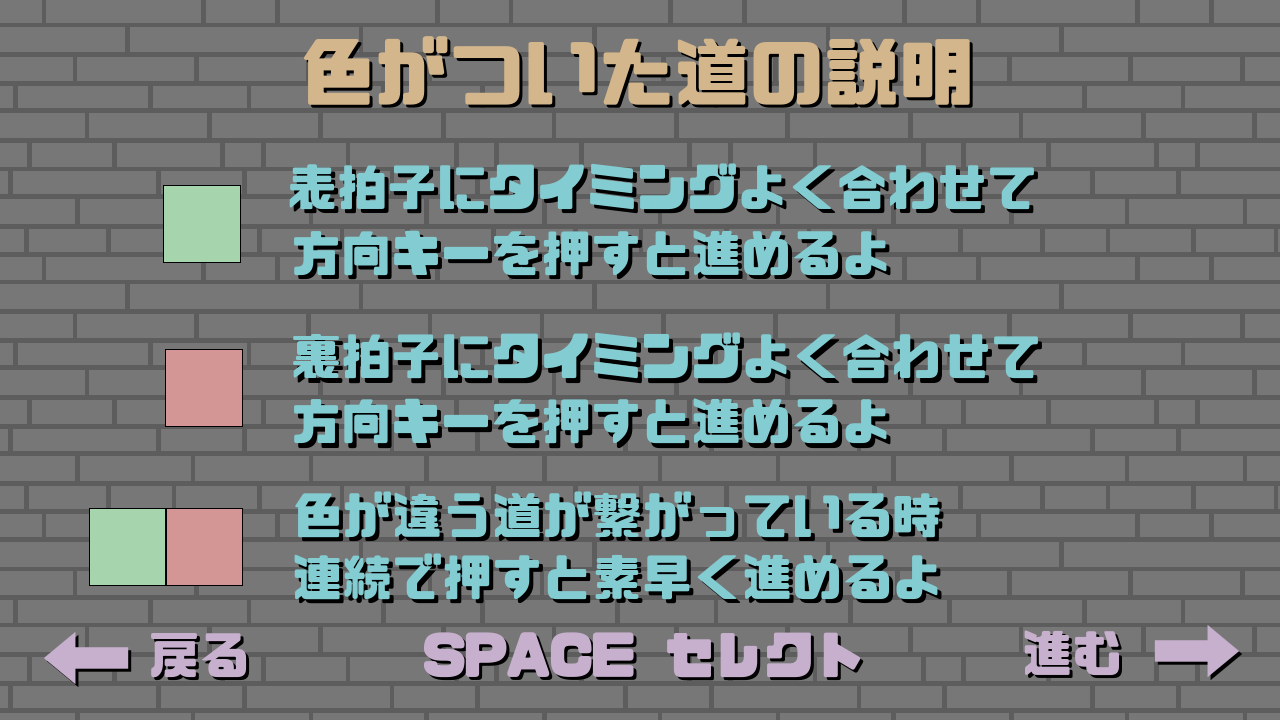 色がついた道の説明
表拍子にタイミングよく合わせて
方向キーを押すと進めるよ
裏拍子にタイミングよく合わせて
方向キーを押すと進めるよ
色が違う道が繋がっている時
連続で押すと素早く進めるよ
戻る
SPACE セレクト
進む